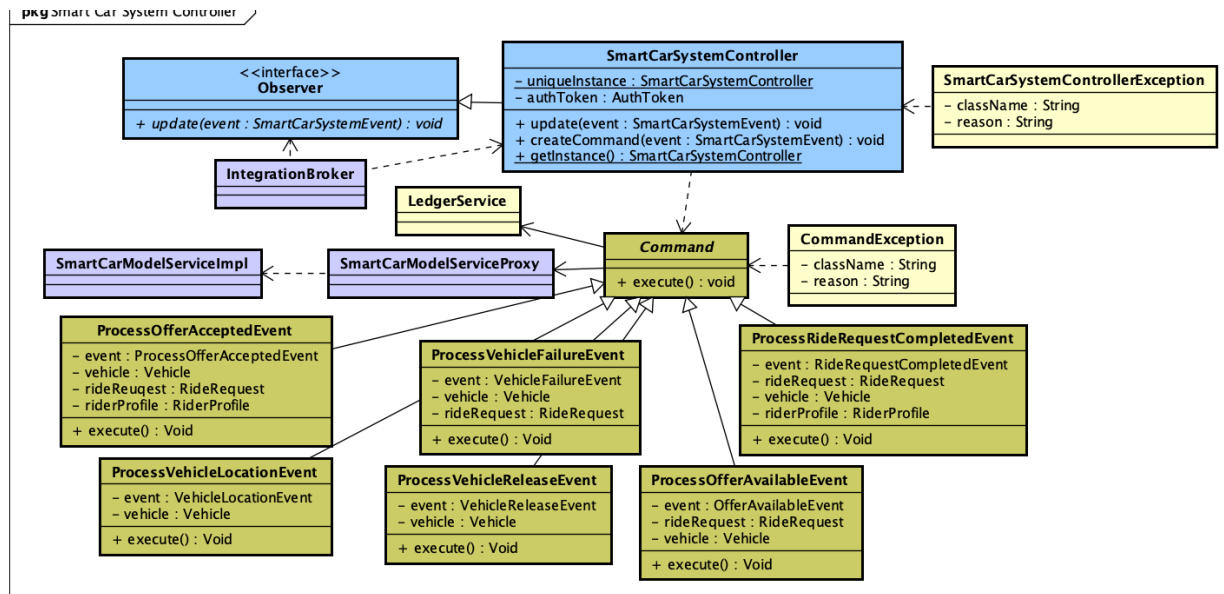 pkg Smart Car System Controller
<<interface>>
Observer
+ update(event : SmartCarSystemEvent) : void
SmartCarSystemController
– uniqueInstance : SmartCarSystemController
– authToken : AuthToken
+ update(event : SmartCarSystemEvent) : void
+ createCommand(event : SmartCarSystemEvent) : void
+ getInstance() : SmartCarSystemController
SmartCarSystemControllerException
– className : String
– reason : String
IntegrationBroker
LedgerService
SmartCarModelServiceImpl
SmartCarModelServiceProxy
Command
+ execute() : void
CommandException
– className : String
– reason : String
ProcessOfferAcceptedEvent
– event : ProcessOfferAcceptedEvent
– vehicle : Vehicle
– rideReuqest : RideRequest
– riderProfile : RiderProfile
+ execute() : Void
ProcessVehicleFailureEvent
– event : VehicleFailureEvent
– vehicle : Vehicle
– rideRequest : RideRequest
+ execute() : Void
ProcessRideRequestCompletedEvent
– event : RideRequestCompletedEvent
– rideRequest : RideRequest
– vehicle : Vehicle
– riderProfile : RiderProfile
+ execute() : Void
ProcessVehicleLocationEvent
– event : VehicleLocationEvent
– vehicle : Vehicle
+ execute() : Void
ProcessVehicleReleaseEvent
– event : VehicleReleaseEvent
– vehicle : Vehicle
+ execute() : Void
ProcessOfferAvailableEvent
– event : OfferAvailableEvent
– rideRequest : RideRequest
– vehicle : Vehicle
+ execute() : Void